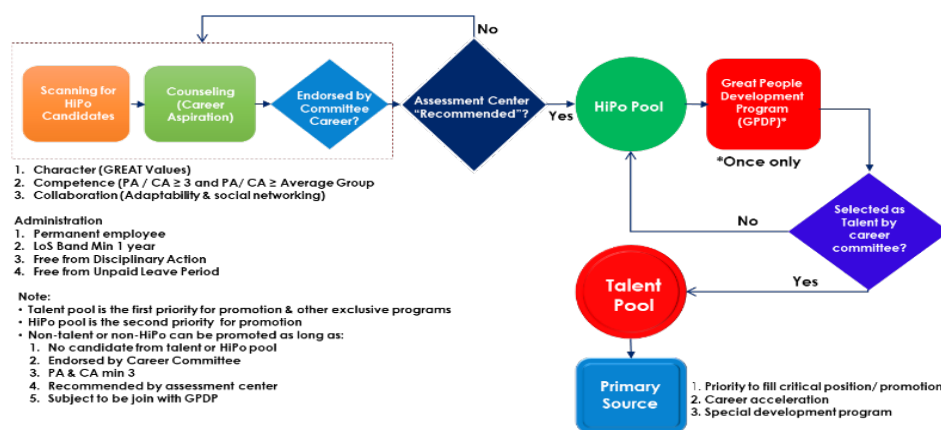 No
Scanning for
HiPo
Candidates
Counseling
(Career
Aspiration)
Endorsed by
Committee
Career?
Assessment Center
“Recommended”?
Yes
HiPo Pool
Great People
Development
Program
(GPDP)*
*Once only
1. Character (GREAT Values)
2. Competence (PA / CA ≥ 3 and PA/ CA ≥ Average Group
3. Collaboration (Adaptability & social networking)
Administration
1. Permanent employee
2. LoS Band Min 1 year
3. Free from Disciplinary Action
4. Free from Unpaid Leave Period
No
Selected as
Talent by
career
committee?
Yes
Talent
Pool
Note:
• Talent pool is the first priority for promotion & other exclusive programs
• HiPo pool is the second priority for promotion
• Non-talent or non-HiPo can be promoted as long as:
1. No candidate from talent or HiPo pool
2. Endorsed by Career Committee
3. PA & CA min 3
4. Recommended by assessment center
5. Subject to be join with GPDP
Primary
Source
1. Priority to fill critical position/ promotion
2. Career acceleration
3. Special development program